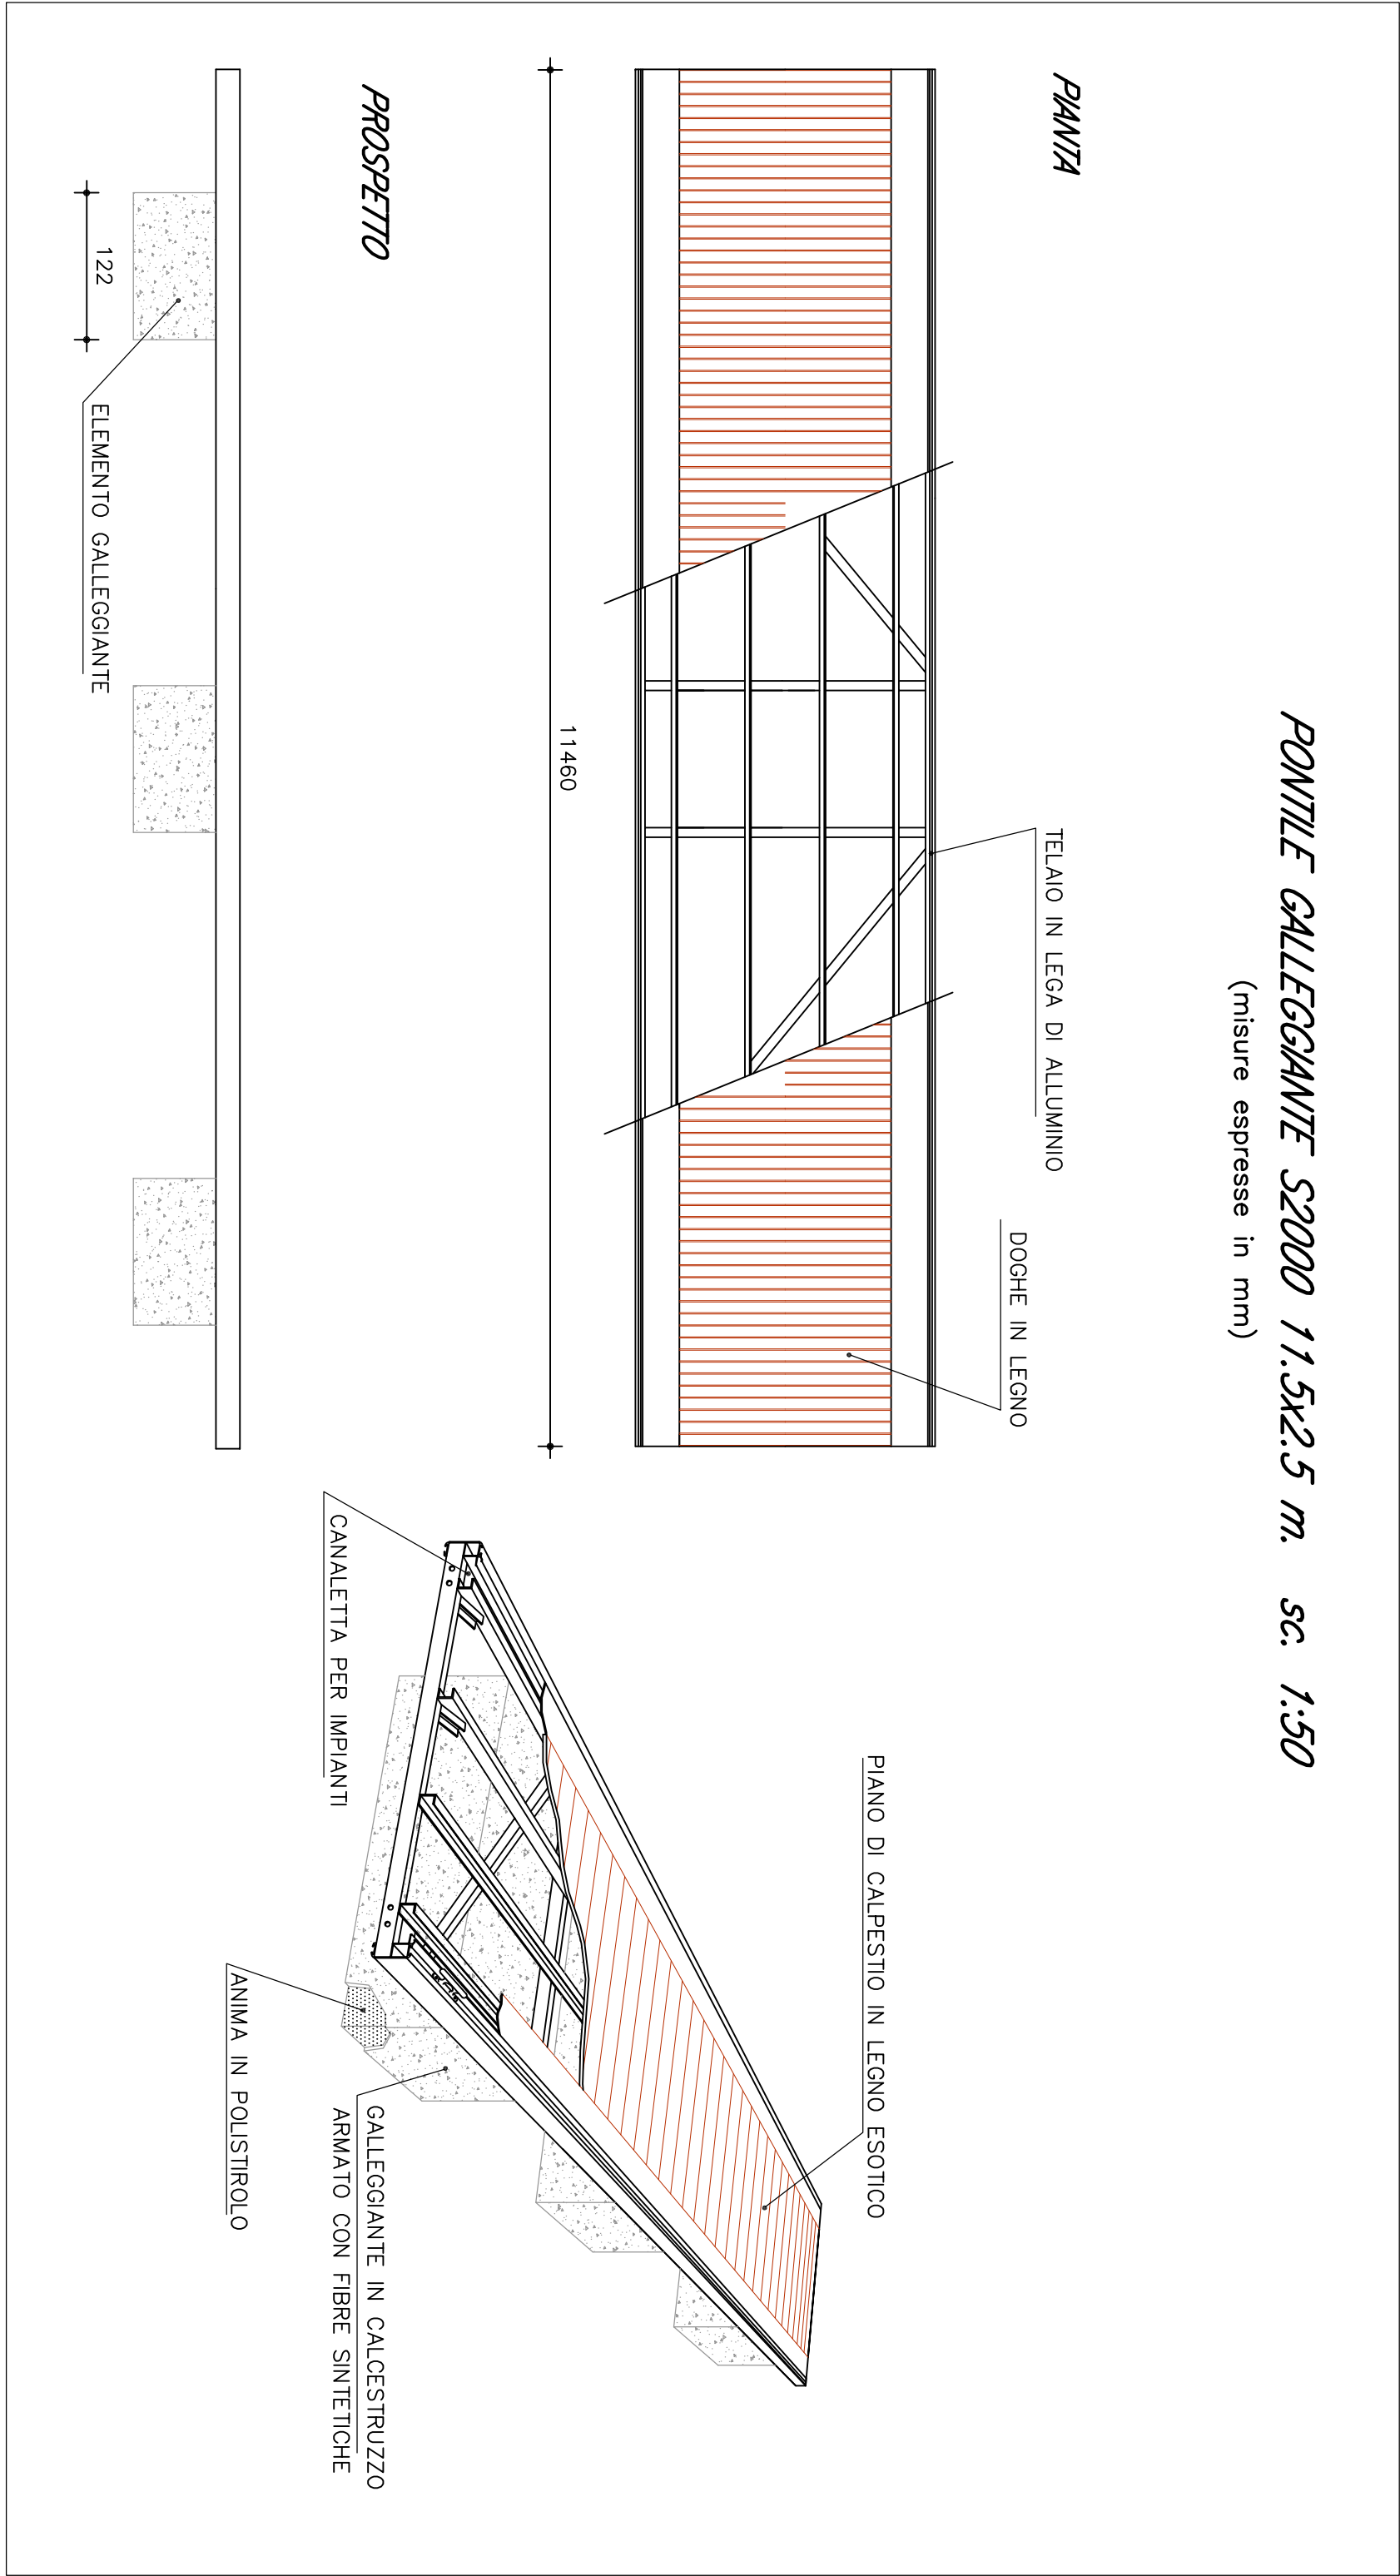 PONTILE GALLEGGIANTE S2000 11.5x2.5 m. sc. 1:50
(misure espresse in mm)
PIANTA
TELAIO IN LEGA DI ALLUMINIO
DOGHE IN LEGNO
11460
PROSPETTO
122
ELEMENTO GALLEGGIANTE
PIANO DI CALPESTIO IN LEGNO ESOTICO
CANALETTA PER IMPIANTI
GALLEGGIANTE IN CALCESTRUZZO
ARMATO CON FIBRE SINTETICHE
ANIMA IN POLISTIROLO